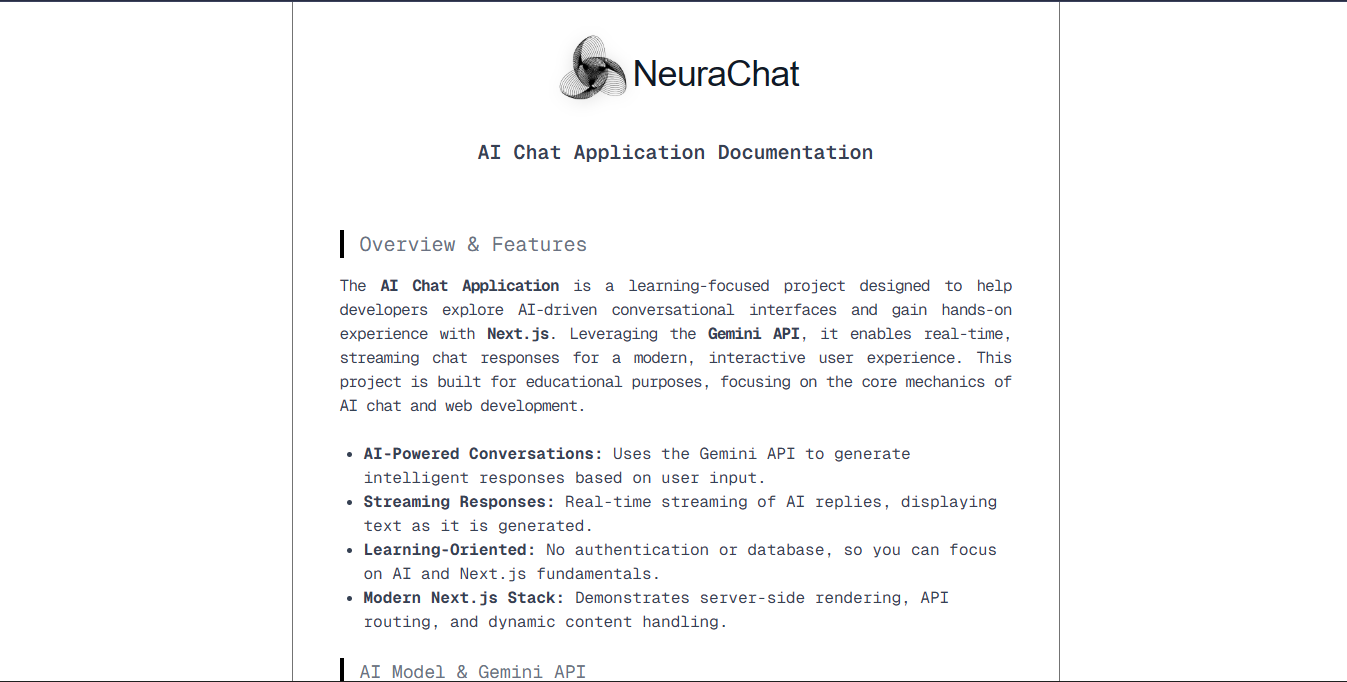 NeuraChat
AI Chat Application Documentation
Overview & Features
The AI Chat Application is a learning-focused project designed to help
developers explore AI-driven conversational interfaces and gain hands-on
experience with Next.js. Leveraging the Gemini API, it enables real-time,
streaming chat responses for a modern, interactive user experience. This
project is built for educational purposes, focusing on the core mechanics of
AI chat and web development.
• AI-Powered Conversations: Uses the Gemini API to generate
intelligent responses based on user input.
• Streaming Responses: Real-time streaming of AI replies, displaying
text as it is generated.
• Learning-Oriented: No authentication or database, so you can focus
on AI and Next.js fundamentals.
• Modern Next.js Stack: Demonstrates server-side rendering, API
routing, and dynamic content handling.
AI Model & Gemini API